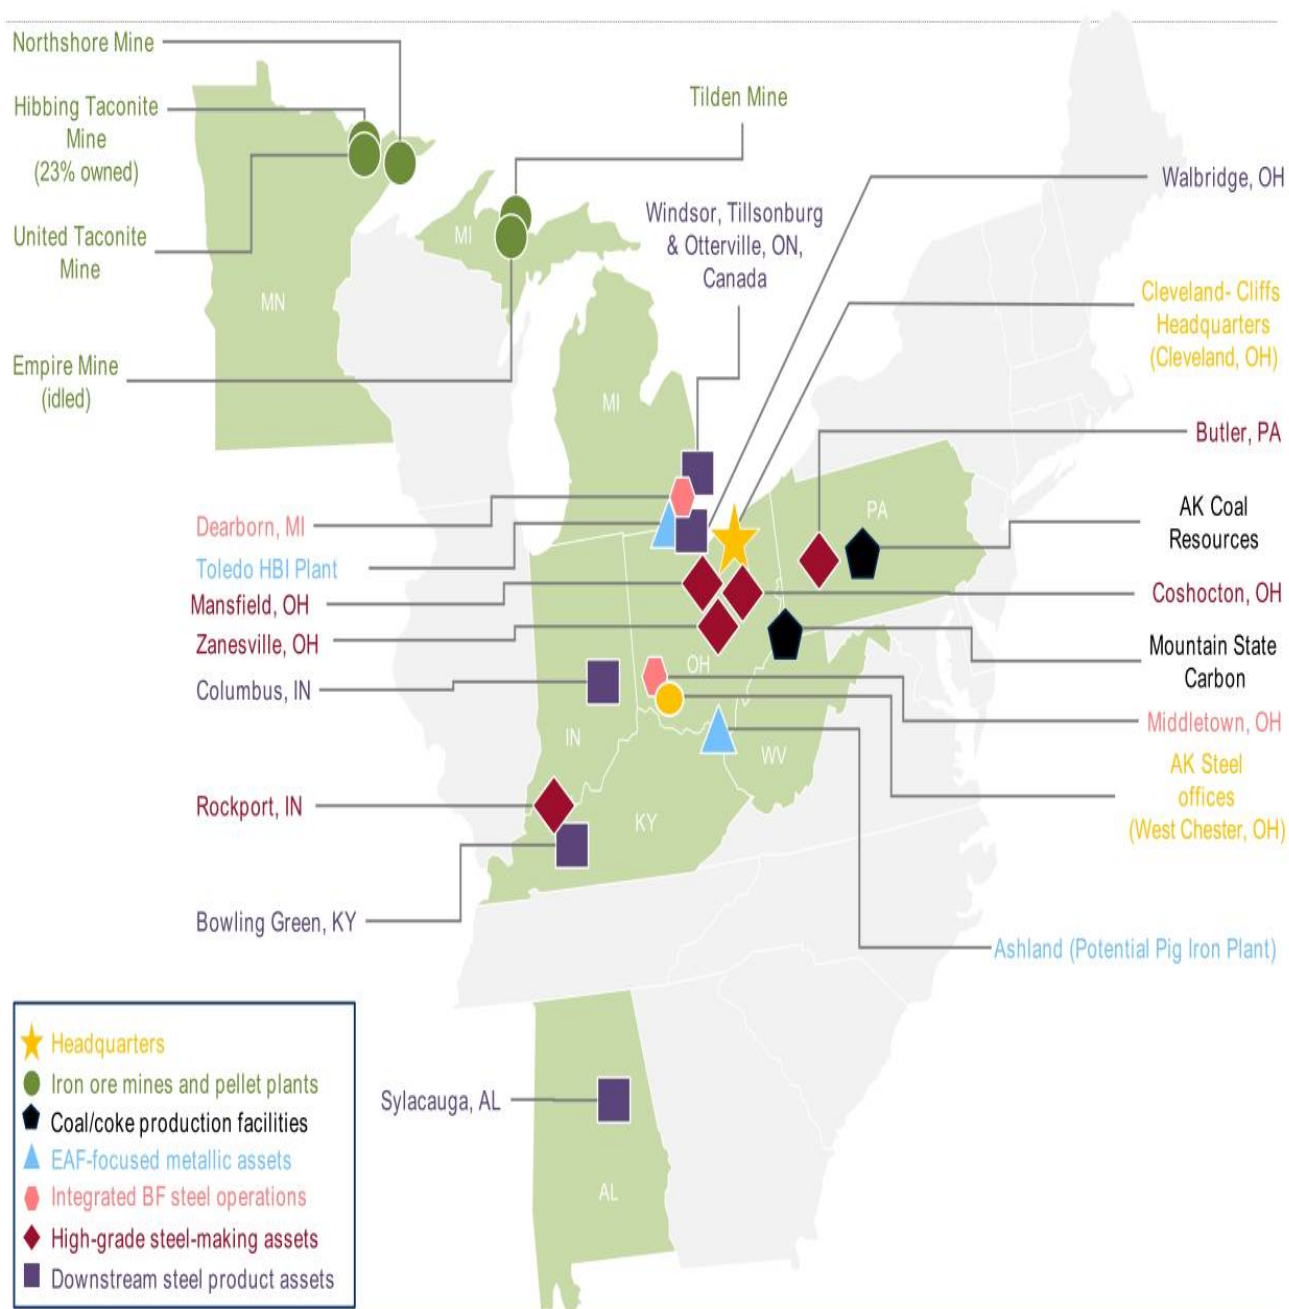 Northshore Mine
Hibbing Taconite
Mine
(23% owned)
United Taconite
Mine
Empire Mine
(idled)
Tilden Mine
Windsor, Tillsonburg
& Otterville, ON,
Canada
Walbridge, OH
Cleveland- Cliffs
Headquarters
(Cleveland, OH)
Butler, PA
AK Coal
Resources
Coshocton, OH
Mountain State
Carbon
Middletown, OH
AK Steel
offices
(West Chester, OH)
Ashland (Potential Pig Iron Plant)
Dearborn, MI
Toledo HBI Plant
Mansfield, OH
Zanesville, OH
Columbus, IN
Rockport, IN
Bowling Green, KY
Sylacauga, AL
MN
MI
MI
PA
OH
IN
WV
KY
AL
Headquarters
Iron ore mines and pellet plants
Coal/coke production facilities
EAF-focused metallic assets
Integrated BF steel operations
High-grade steel-making assets
Downstream steel product assets